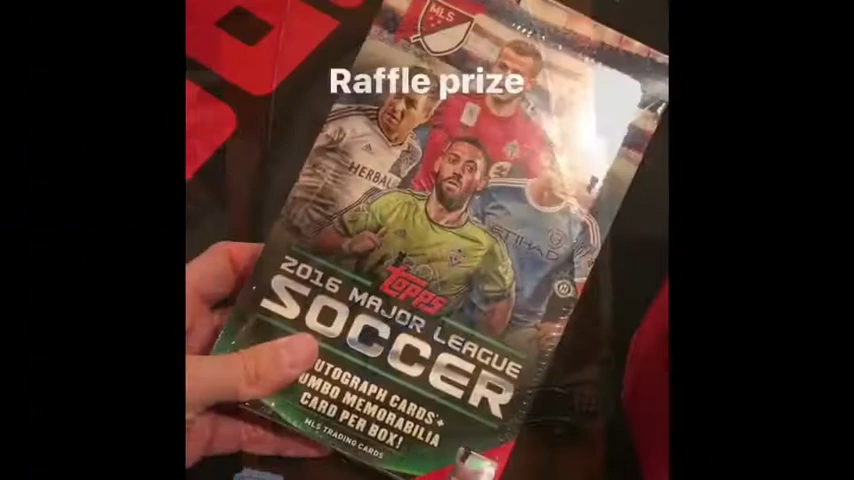 MLS
Raffle prize
HERBAL
ETIHAD
topps
2016 MAJOR LEAGUE
SOCCER
AUTOGRAPH CARDS+
MEMORABILIA
CARD PER BOX!
MLS TRADING CARDS